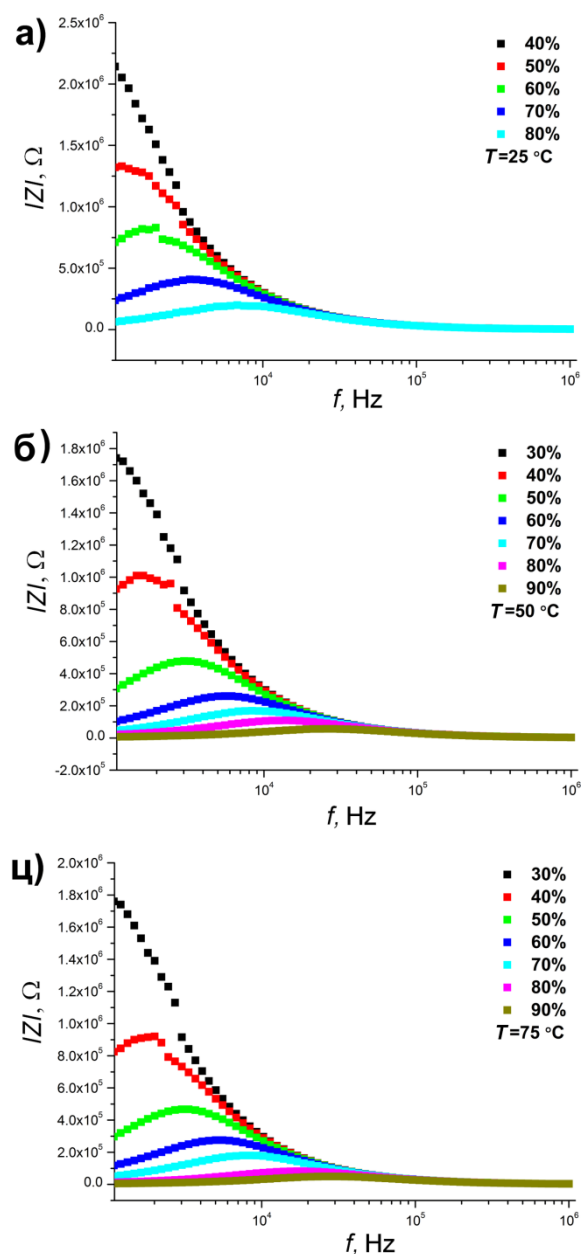 а)
2.5x10⁶
2.0x10⁶
1.5x10⁶
1.0x10⁶
5.0x10⁵
0.0
|Z|, Ω
40%
50%
60%
70%
80%
T=25 °C
10⁴
10⁵
10⁶
f, Hz
б)
1.8x10⁶
1.6x10⁶
1.4x10⁶
1.2x10⁶
1.0x10⁶
8.0x10⁵
6.0x10⁵
4.0x10⁵
2.0x10⁵
0.0
-2.0x10⁵
|Z|, Ω
30%
40%
50%
60%
70%
80%
90%
T=50 °C
10⁴
10⁵
10⁶
f, Hz
ц)
2.0x10⁶
1.8x10⁶
1.6x10⁶
1.4x10⁶
1.2x10⁶
1.0x10⁶
8.0x10⁵
6.0x10⁵
4.0x10⁵
2.0x10⁵
0.0
|Z|, Ω
30%
40%
50%
60%
70%
80%
90%
T=75 °C
10⁴
10⁵
10⁶
f, Hz